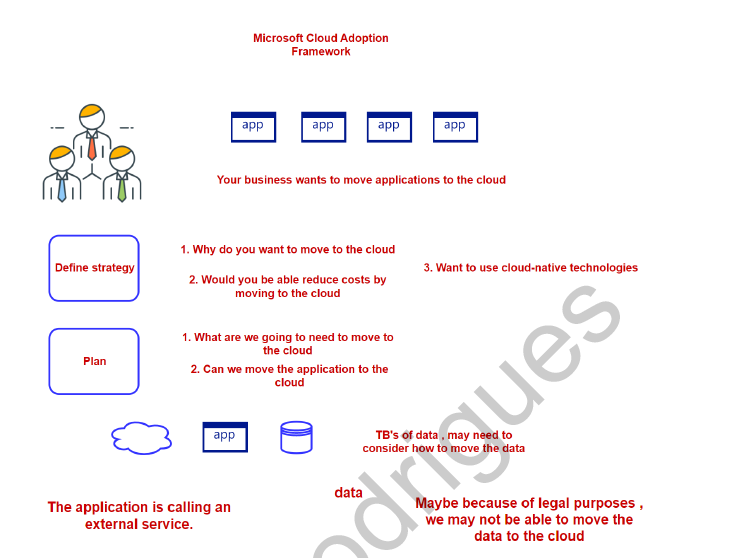 Microsoft Cloud Adoption
Framework
app
app
app
app
Your business wants to move applications to the cloud
Define strategy
1. Why do you want to move to the cloud
2. Would you be able reduce costs by
moving to the cloud
3. Want to use cloud-native technologies
Plan
1. What are we going to need to move to
the cloud
2. Can we move the application to the
cloud
app
TB's of data , may need to
consider how to move the data
data
The application is calling an
external service.
Maybe because of legal purposes ,
we may not be able to move the
data to the cloud